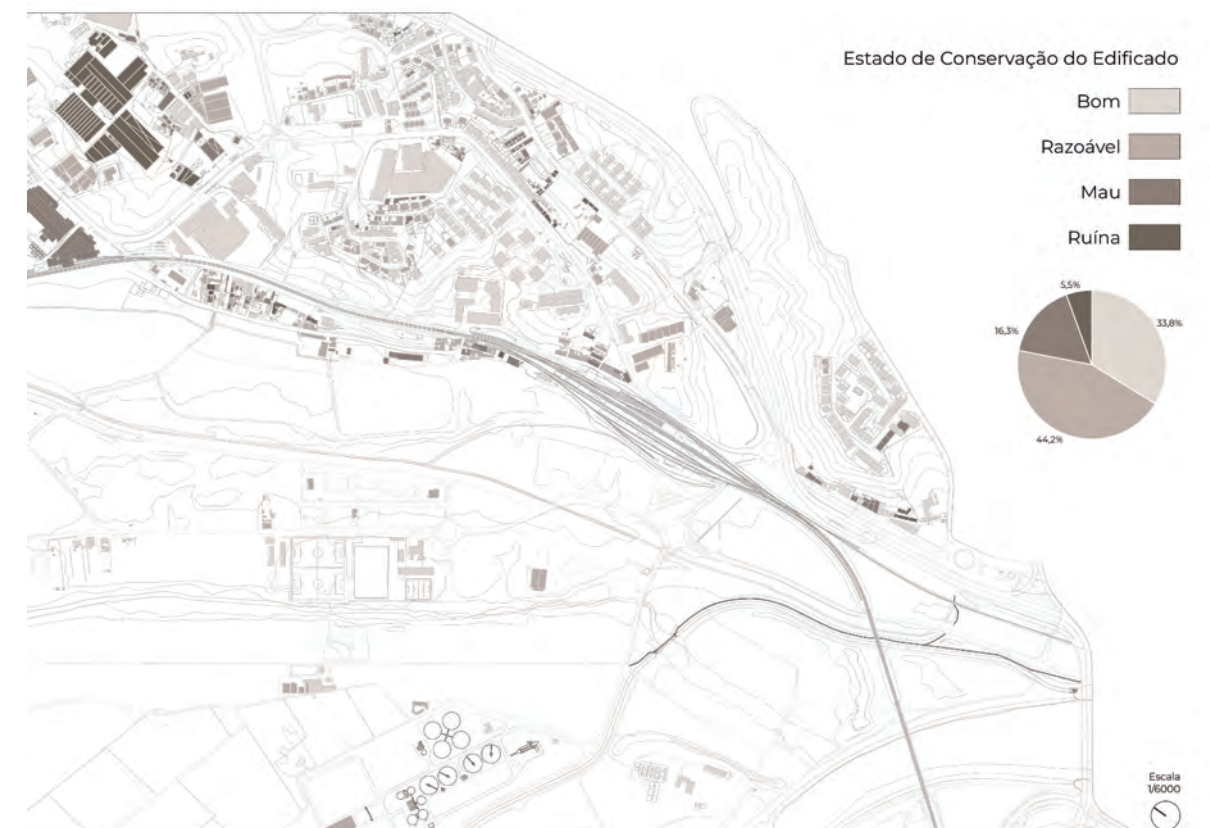 Estado de Conservação do Edificado
Bom
Razoável
Mau
Ruína
5,5%
33,8%
16,3%
44,2%
Escala
1/6000